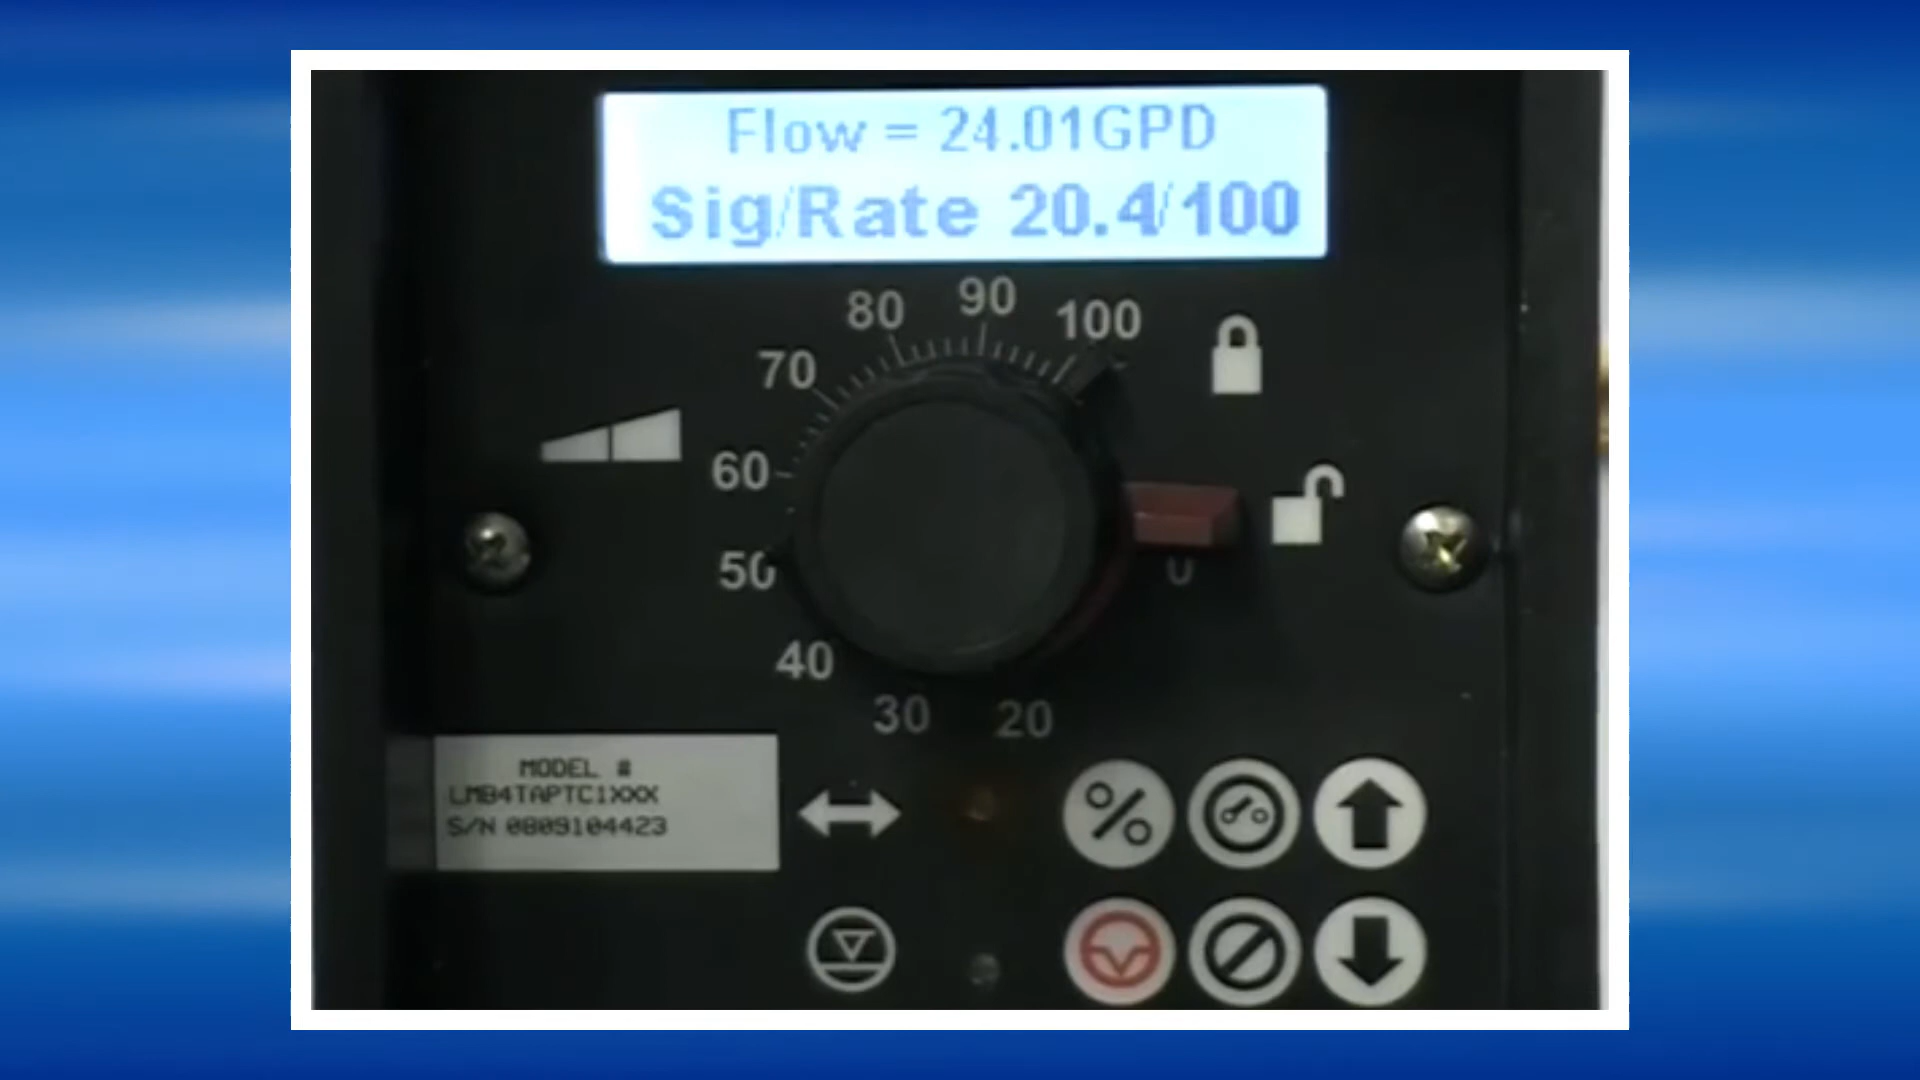 Flow = 24.01GPD
Sig/Rate 20.4/100
80 90 100
70
60
50
0
40
30 20
MODEL #
LMB4TAPTC1XXX
S/N 0809104423
%